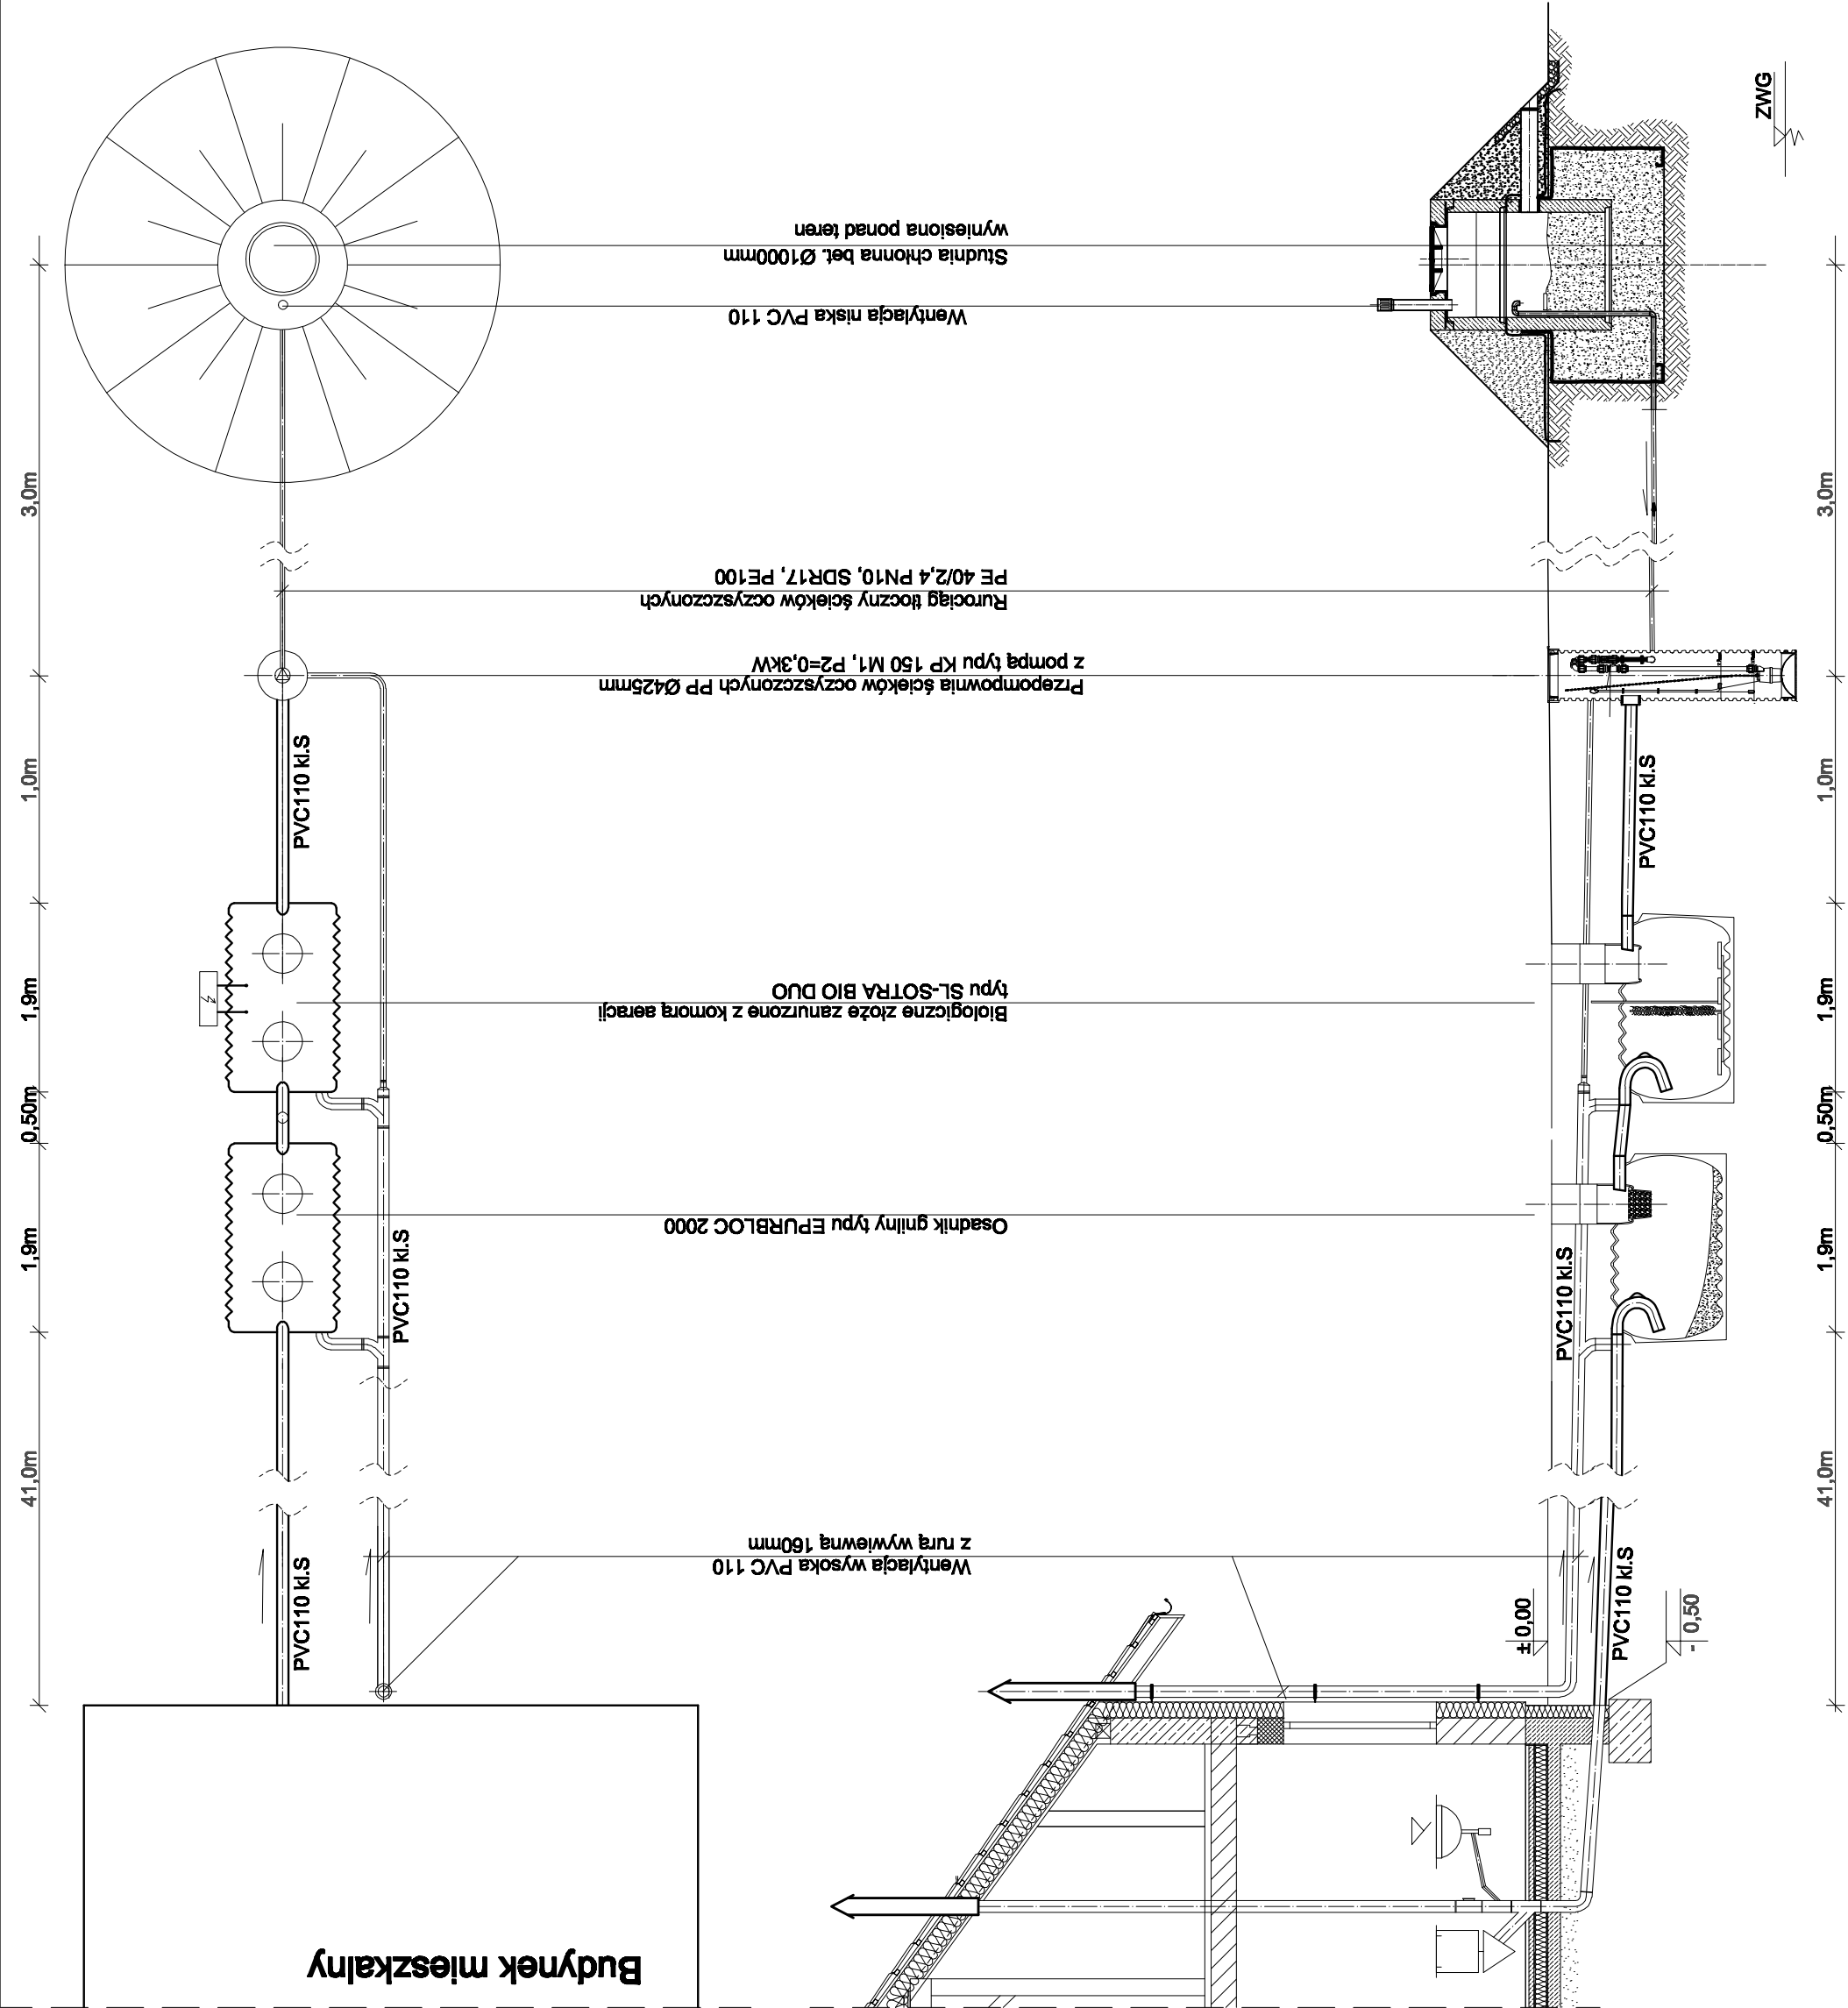 Budynek mieszkalny
Wentylacja wysoka PVC 110
z rurą wywiewną 160mm
Osadnik gnilny typu EPURBLOC 2000
Biologiczne złoże zanurzone z komorą aeracji
typu SL-SOTRA BIO DUO
Przepompownia ścieków oczyszczonych PP Ø425mm
z pompą typu KP 150 M1, P2=0,3kW
Rurociąg tłoczny ścieków oczyszczonych
PE 40/2,4 PN10, SDR17, PE100
Wentylacja niska PVC 110
Studnia chłonna bet. Ø1000mm
wyniesiona ponad teren
41,0m
1,9m
0,50m
1,9m
1,0m
3,0m
PVC110 kl.S
PVC110 kl.S
PVC110 kl.S
41,0m
1,9m
0,50m
1,9m
1,0m
3,0m
PVC110 kl.S
PVC110 kl.S
PVC110 kl.S
±0,00
- 0,50
ZWG